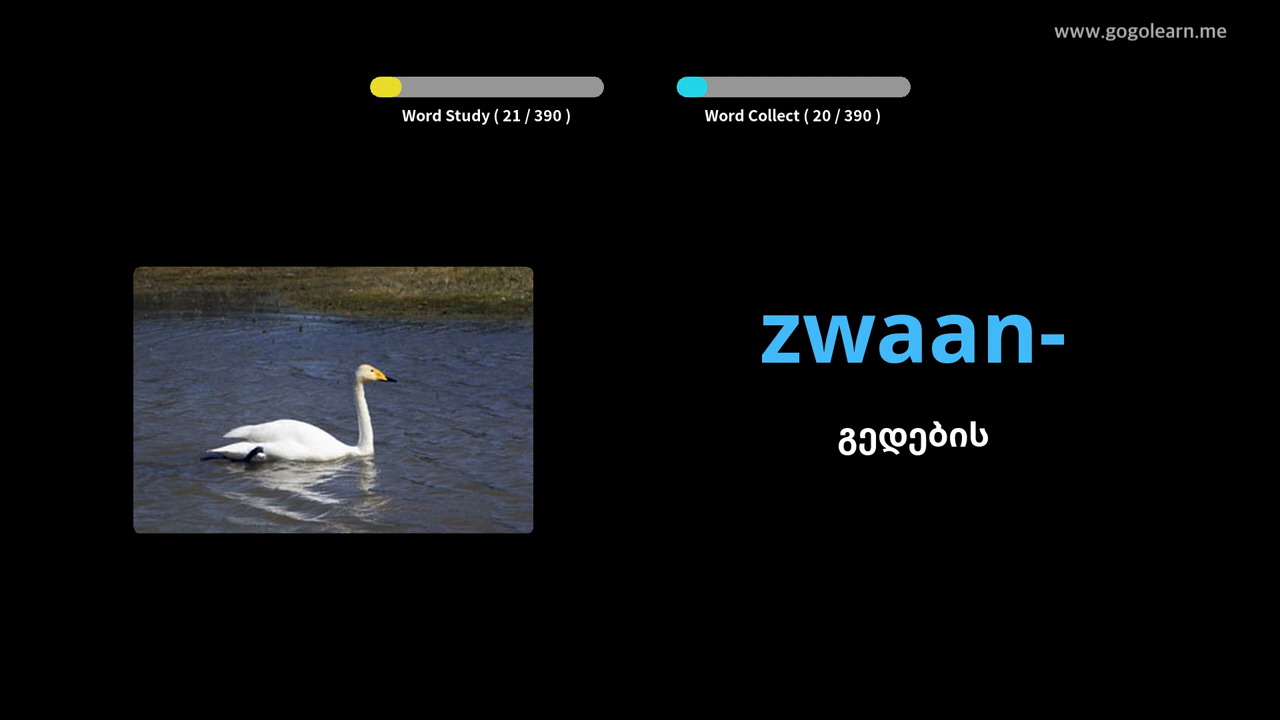 www.gogolearn.me
Word Study ( 21 / 390 )
Word Collect ( 20 / 390 )
zwaan-
გედების